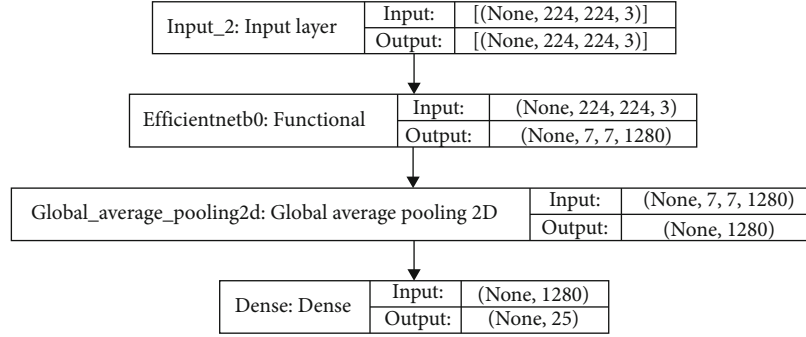 Input_2: Input layer
Input: [(None, 224, 224, 3)]
Output: [(None, 224, 224, 3)]
Efficientnetb0: Functional
Input: (None, 224, 224, 3)
Output: (None, 7, 7, 1280)
Global_average_pooling2d: Global average pooling 2D
Input: (None, 7, 7, 1280)
Output: (None, 1280)
Dense: Dense
Input: (None, 1280)
Output: (None, 25)